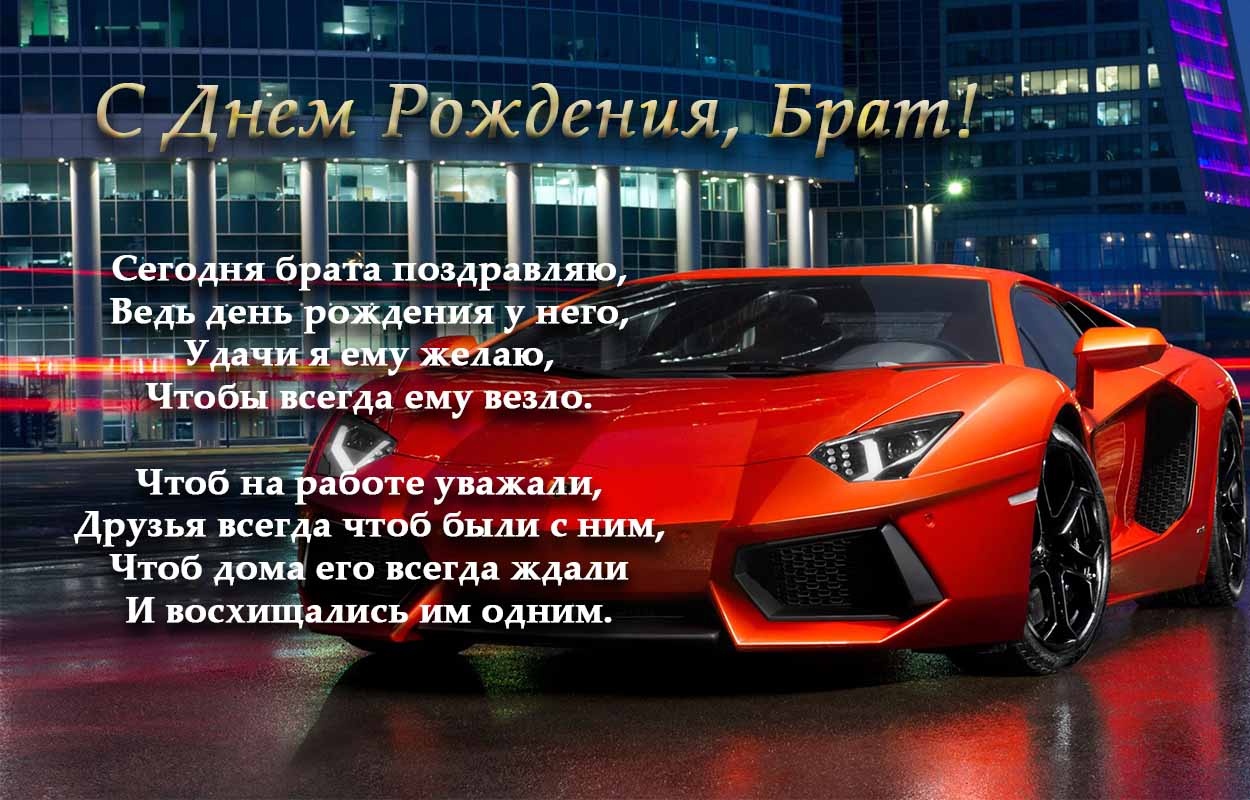 С Днем Рождения, Брат!
Сегодня брата поздравляю,
Ведь день рождения у него,
Удачи я ему желаю,
Чтобы всегда ему везло.
Чтоб на работе уважали,
Друзья всегда чтоб были с ним,
Чтоб дома его всегда ждали
И восхищались им одним.